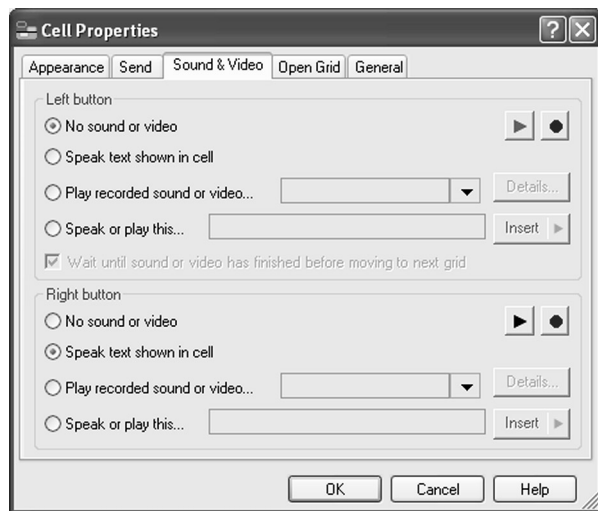 Cell Properties
Appearance Send Sound & Video Open Grid General
Left button
No sound or video
Speak text shown in cell
Play recorded sound or video... Details...
Speak or play this... Insert
Wait until sound or video has finished before moving to next grid
Right button
No sound or video
Speak text shown in cell
Play recorded sound or video... Details...
Speak or play this... Insert
OK Cancel Help